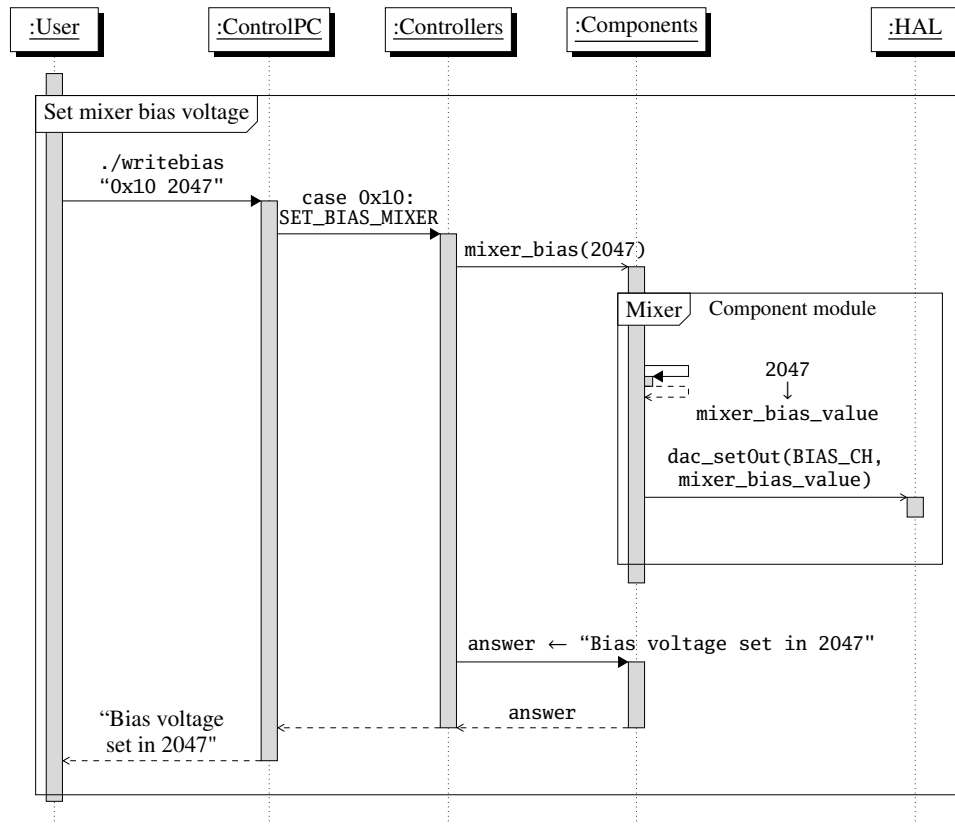 :User
:ControlPC
:Controllers
:Components
:HAL
Set mixer bias voltage
./writebias
“0x10 2047"
case 0x10:
SET_BIAS_MIXER
mixer_bias(2047)
Mixer
Component module
2047
↓
mixer_bias_value
dac_setOut(BIAS_CH,
mixer_bias_value)
answer ← “Bias voltage set in 2047"
answer
“Bias voltage
set in 2047"